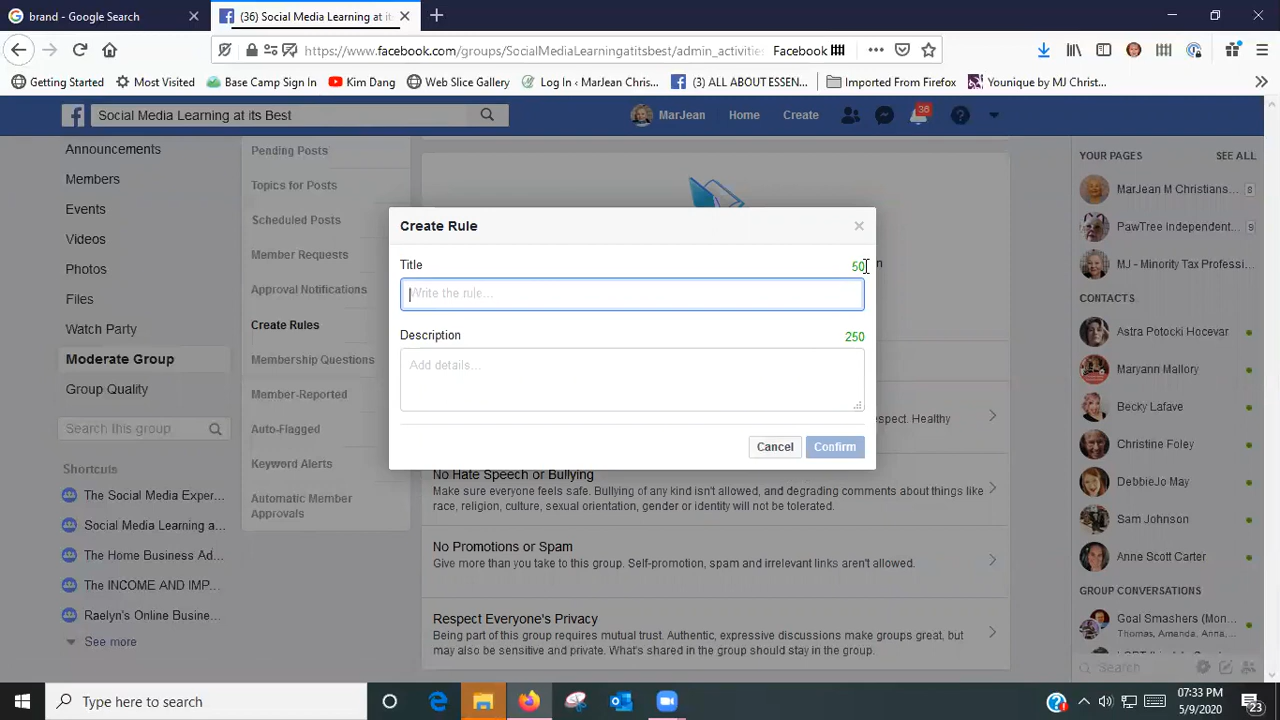 brand - Google Search
(36) Social Media Learning at its
https://www.facebook.com/groups/SocialMediaLearningatitsbest/admin_activities
Facebook
Getting Started
Most Visited
Base Camp Sign In
Kim Dang
Web Slice Gallery
Log In ‹ MarJean Chris...
(3) ALL ABOUT ESSEN...
Imported From Firefox
Younique by MJ Christ...
Social Media Learning at its Best
MarJean
Home
Create
36
Announcements
Members
Events
Videos
Photos
Files
Watch Party
Moderate Group
Group Quality
Search this group
Shortcuts
The Social Media Exper...
Social Media Learning a...
The Home Business Ad...
The INCOME AND IMP...
Raelyn's Online Busine...
See more
Pending Posts
Topics for Posts
Scheduled Posts
Member Requests
Approval Notifications
Create Rules
Membership Questions
Member-Reported
Auto-Flagged
Keyword Alerts
Automatic Member
Approvals
Create Rule
Title
50
Write the rule...
Description
250
Add details...
Cancel
Confirm
espect. Healthy
No Hate Speech or Bullying
Make sure everyone feels safe. Bullying of any kind isn't allowed, and degrading comments about things like
race, religion, culture, sexual orientation, gender or identity will not be tolerated.
No Promotions or Spam
Give more than you take to this group. Self-promotion, spam and irrelevant links aren't allowed.
Respect Everyone's Privacy
Being part of this group requires mutual trust. Authentic, expressive discussions make groups great, but
may also be sensitive and private. What's shared in the group should stay in the group.
YOUR PAGES
SEE ALL
MarJean M Christians...
8
PawTree Independent...
9
MJ - Minority Tax Professi...
CONTACTS
Astra Potocki Hocevar
Maryann Mallory
Becky Lafave
Christine Foley
DebbieJo May
Sam Johnson
Anne Scott Carter
GROUP CONVERSATIONS
Goal Smashers (Mon...
Thomas, Amanda, Anna,...
Search
Type here to search
07:33 PM
5/9/2020
23